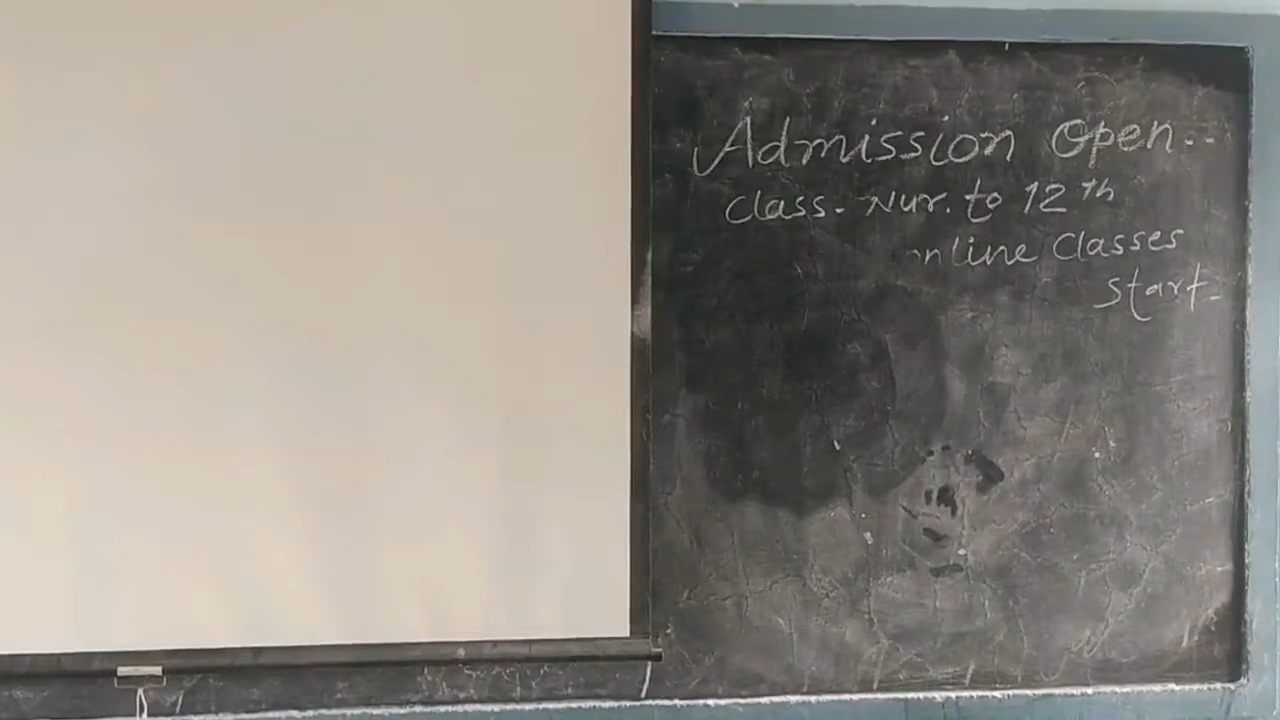 Admission Open..
Class. Nur. to 12th
online Classes
start.